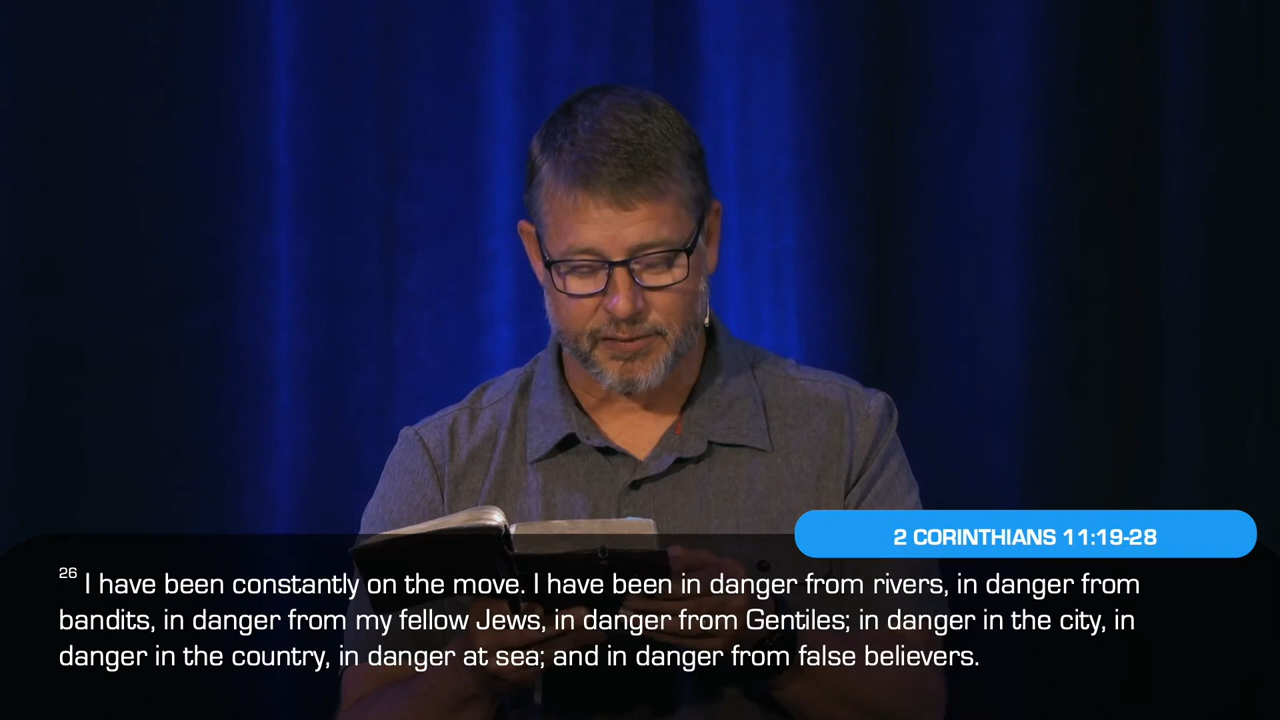 2 CORINTHIANS 11:19-28
26 I have been constantly on the move. I have been in danger from rivers, in danger from
bandits, in danger from my fellow Jews, in danger from Gentiles; in danger in the city, in
danger in the country, in danger at sea; and in danger from false believers.